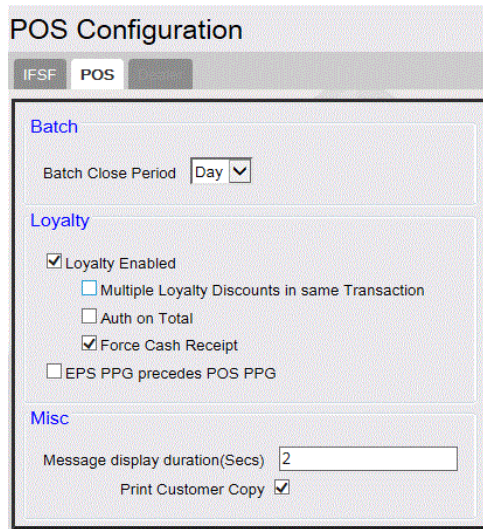 POS Configuration
IFSF POS Dealer
Batch
Batch Close Period Day
Loyalty
Loyalty Enabled
Multiple Loyalty Discounts in same Transaction
Auth on Total
Force Cash Receipt
EPS PPG precedes POS PPG
Misc
Message display duration(Secs) 2
Print Customer Copy